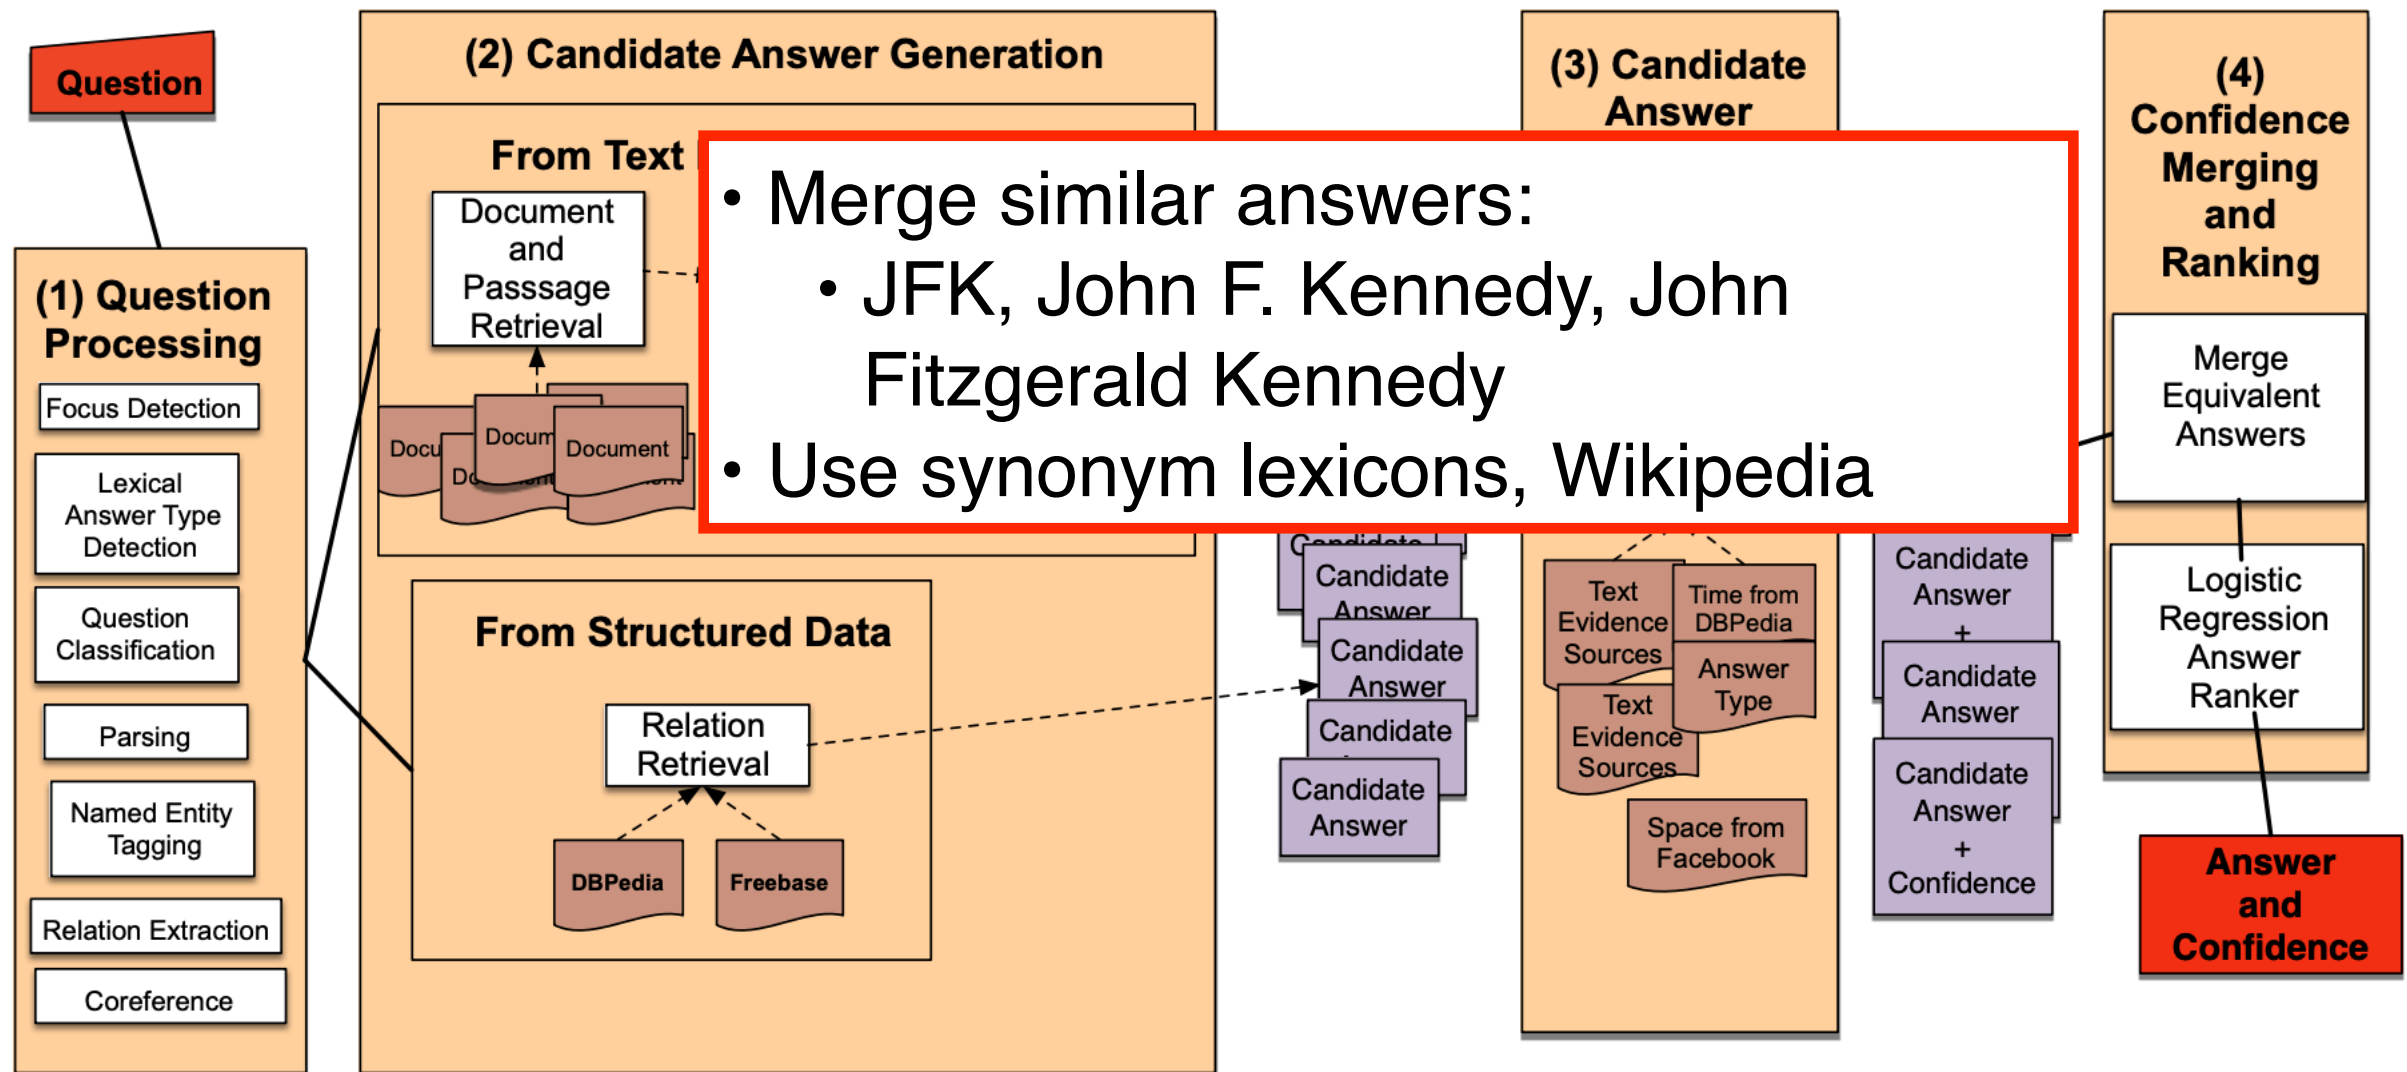 Question
(1) Question
Processing
Focus Detection
Lexical
Answer Type
Detection
Question
Classification
Parsing
Named Entity
Tagging
Relation Extraction
Coreference
(2) Candidate Answer Generation
From Text
Document
and
Passsage
Retrieval
Docu
Docum
Document
From Structured Data
Relation
Retrieval
DBPedia
Freebase
• Merge similar answers:
• JFK, John F. Kennedy, John
Fitzgerald Kennedy
• Use synonym lexicons, Wikipedia
Candidate
Candidate
Answer
Candidate
Answer
Candidate
Candidate
Answer
(3) Candidate
Answer
Text
Evidence
Sources
Time from
DBPedia
Answer
Type
Text
Evidence
Sources
Space from
Facebook
Candidate
Answer
+
Candidate
Answer
Candidate
Answer
+
Confidence
(4)
Confidence
Merging
and
Ranking
Merge
Equivalent
Answers
Logistic
Regression
Answer
Ranker
Answer
and
Confidence